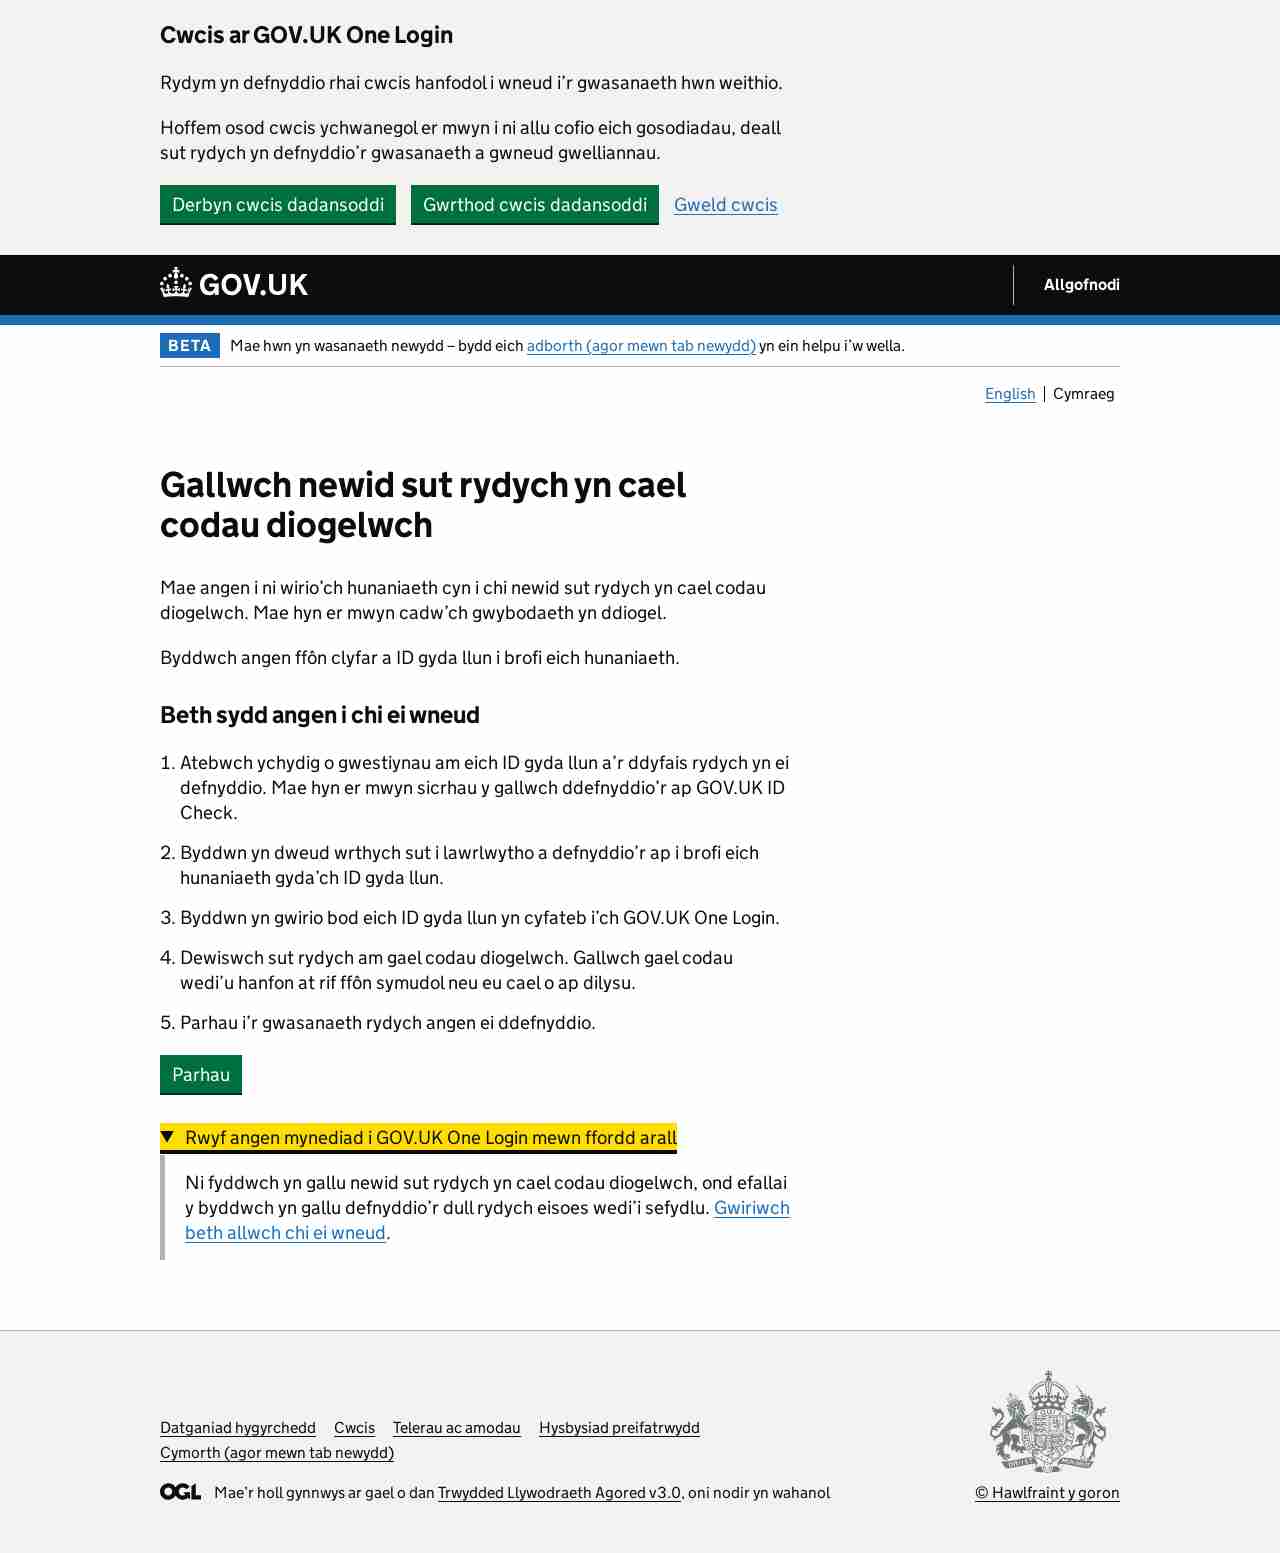 Cwcis ar GOV.UK One Login
Rydym yn defnyddio rhai cwcis hanfodol i wneud i’r gwasanaeth hwn weithio.
Hoffem osod cwcis ychwanegol er mwyn i ni allu cofio eich gosodiadau, deall
sut rydych yn defnyddio’r gwasanaeth a gwneud gwelliannau.
Derbyn cwcis dadansoddi Gwrthod cwcis dadansoddi Gweld cwcis
GOV.UK Allgofnodi
BETA Mae hwn yn wasanaeth newydd – bydd eich adborth (agor mewn tab newydd) yn ein helpu i’w wella.
English | Cymraeg
Gallwch newid sut rydych yn cael
codau diogelwch
Mae angen i ni wirio’ch hunaniaeth cyn i chi newid sut rydych yn cael codau
diogelwch. Mae hyn er mwyn cadw’ch gwybodaeth yn ddiogel.
Byddwch angen ffôn clyfar a ID gyda llun i brofi eich hunaniaeth.
Beth sydd angen i chi ei wneud
1. Atebwch ychydig o gwestiynau am eich ID gyda llun a’r ddyfais rydych yn ei
defnyddio. Mae hyn er mwyn sicrhau y gallwch ddefnyddio’r ap GOV.UK ID
Check.
2. Byddwn yn dweud wrthych sut i lawrlwytho a defnyddio’r ap i brofi eich
hunaniaeth gyda’ch ID gyda llun.
3. Byddwn yn gwirio bod eich ID gyda llun yn cyfateb i’ch GOV.UK One Login.
4. Dewiswch sut rydych am gael codau diogelwch. Gallwch gael codau
wedi’u hanfon at rif ffôn symudol neu eu cael o ap dilysu.
5. Parhau i’r gwasanaeth rydych angen ei ddefnyddio.
Parhau
Rwyf angen mynediad i GOV.UK One Login mewn ffordd arall
Ni fyddwch yn gallu newid sut rydych yn cael codau diogelwch, ond efallai
y byddwch yn gallu defnyddio’r dull rydych eisoes wedi’i sefydlu. Gwiriwch
beth allwch chi ei wneud.
Datganiad hygyrchedd Cwcis Telerau ac amodau Hysbysiad preifatrwydd
Cymorth (agor mewn tab newydd)
OGL Mae’r holl gynnwys ar gael o dan Trwydded Llywodraeth Agored v3.0, oni nodir yn wahanol
© Hawlfraint y goron